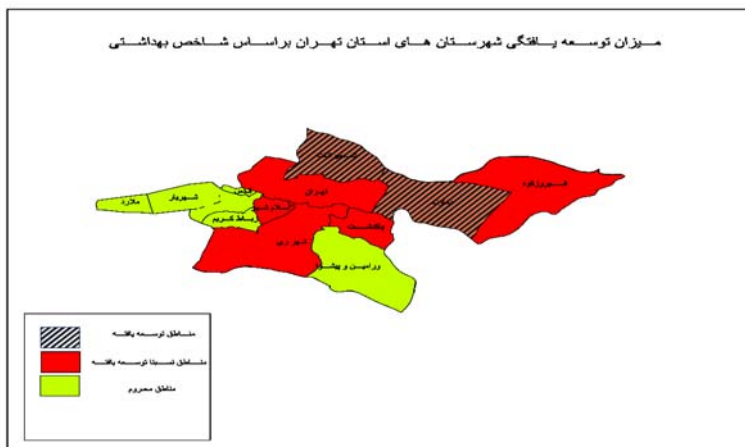 میزان توسعه یافتگی شهرستان های استان تهران براساس شاخص بهداشتی
شمیرانات
فیروزکوه
تهران
دماوند
قدس
شهریار
ملارد
اسلامشهر
رباط کریم
پاکدشت
شهر ری
ورامین و پیشوا
مناطق توسعه یافته
مناطق نسبتا توسعه یافته
مناطق محروم